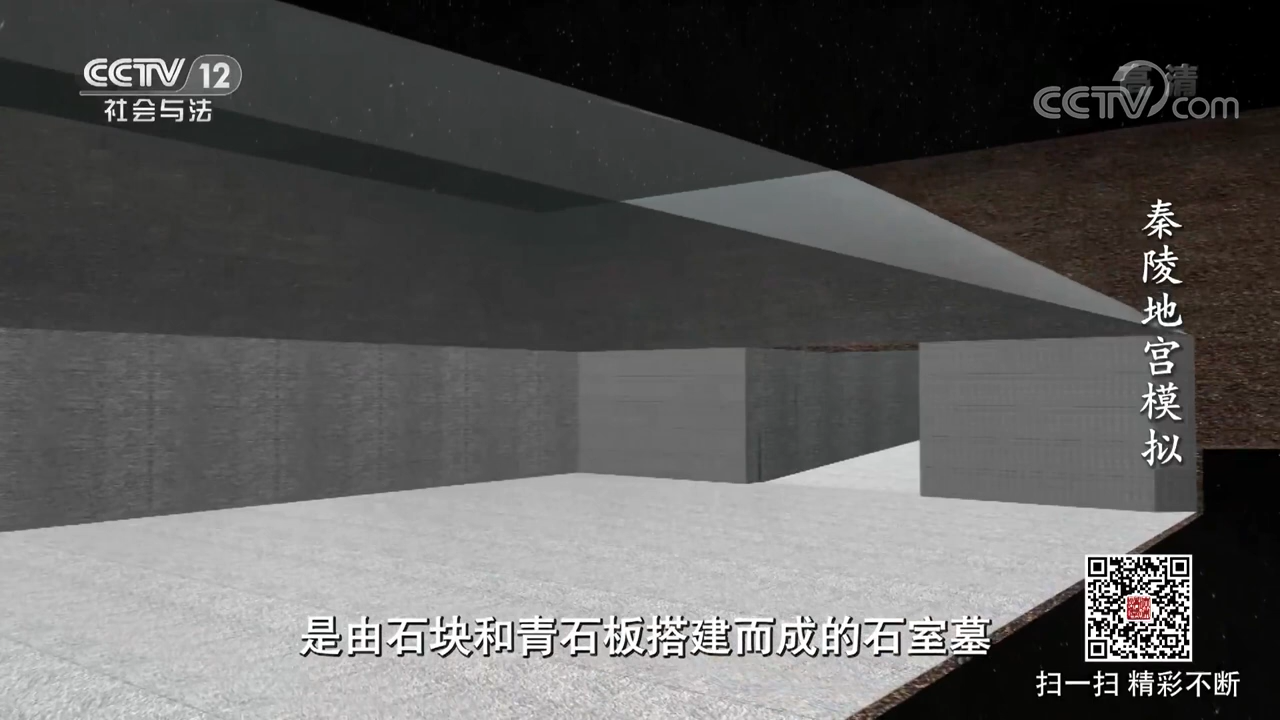 CCTV 12
社会与法
高清
CCTV.com
秦陵地宫模拟
是由石块和青石板搭建而成的石室墓
扫一扫 精彩不断